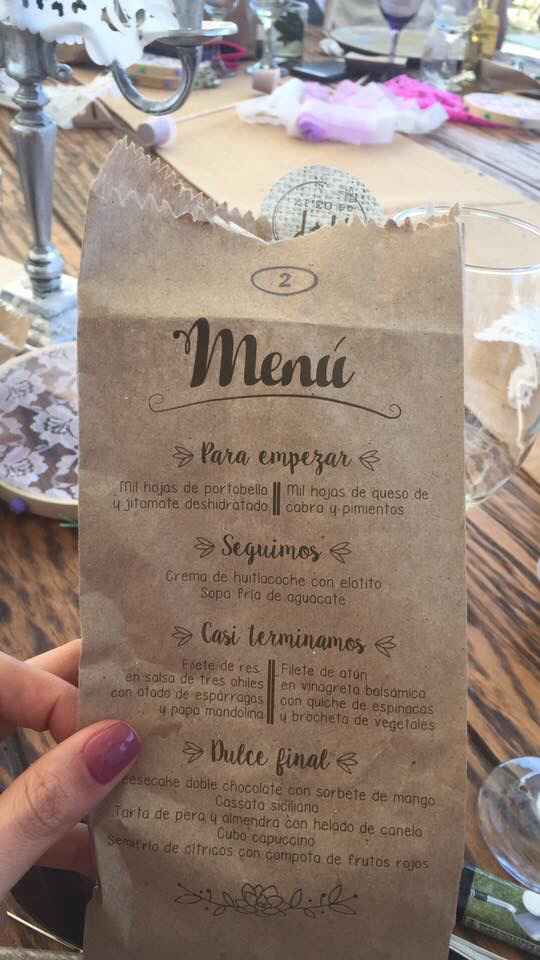 2
Menú
Para empezar
Mil hojas de portobello
y jitomate deshidratado
Mil hojas de queso de
cabra y pimientos
Seguimos
Crema de huitlacoche con elotito
Sopa fría de aguacate
Casi terminamos
Filete de res
en salsa de tres chiles
con atado de espárragos
y papa mandolina
Filete de atún
en vinagreta balsámica
con quiche de espinacas
y brocheta de vegetales
Dulce final
eesecake doble chocolate con sorbete de mango
Cassata siciliana
Tarta de pera y almendra con helado de canela
Cubo capuccino
Semifrío de cítricos con compota de frutos rojos